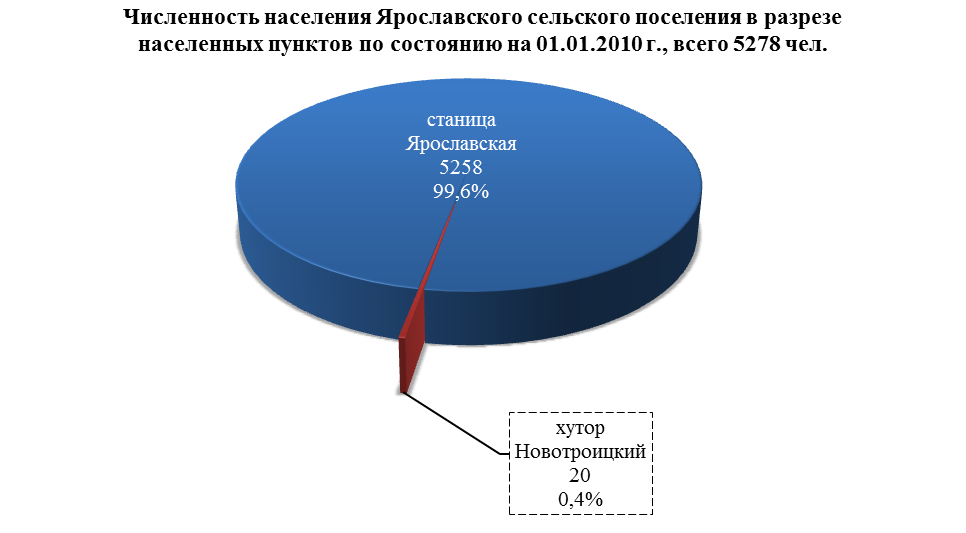 Численность населения Ярославского сельского поселения в разрезе
населенных пунктов по состоянию на 01.01.2010 г., всего 5278 чел.
станица
Ярославская
5258
99,6%
хутор
Новотроицкий
20
0,4%